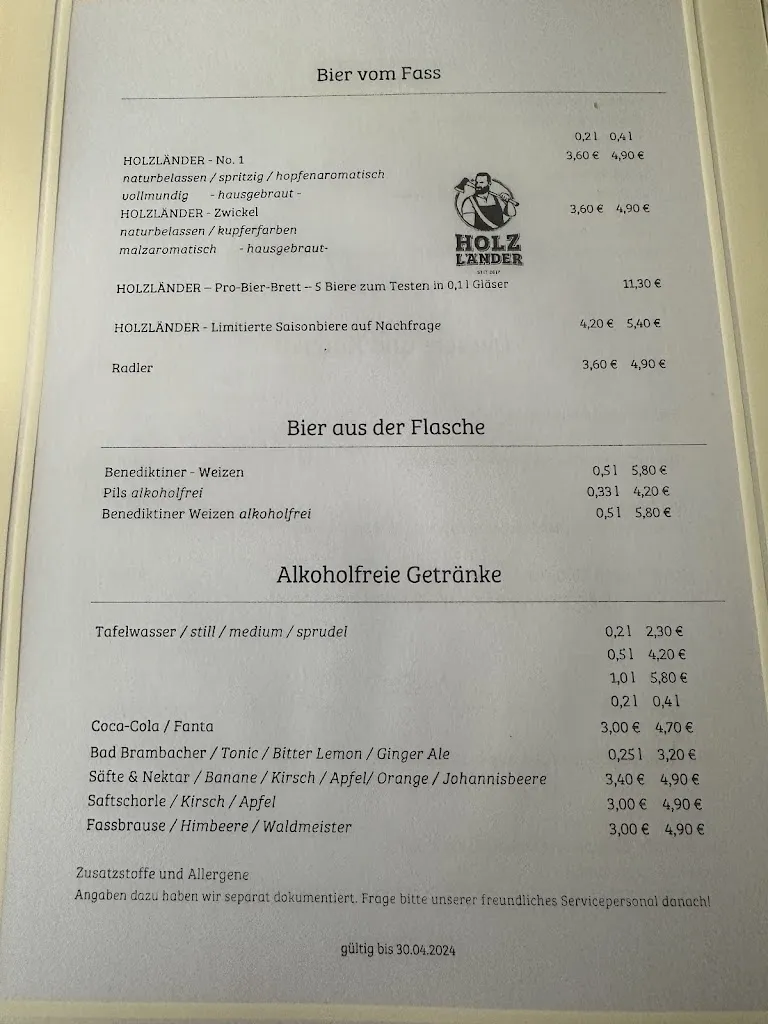 Bier vom Fass
0,2 l 0,4 l
HOLZLÄNDER - No. 1 3,60 € 4,90 €
naturbelassen / spritzig / hopfenaromatisch
vollmundig - hausgebraut -
HOLZLÄNDER - Zwickel 3,60 € 4,90 €
naturbelassen / kupferfarben
malzaromatisch - hausgebraut-
HOLZ
LÄNDER
HOLZLÄNDER – Pro-Bier-Brett – 5 Biere zum Testen in 0,1 l Gläser 11,30 €
HOLZLÄNDER - Limitierte Saisonbiere auf Nachfrage 4,20 € 5,40 €
Radler 3,60 € 4,90 €
Bier aus der Flasche
Benediktiner - Weizen 0,5 l 5,80 €
Pils alkoholfrei 0,33 l 4,20 €
Benediktiner Weizen alkoholfrei 0,5 l 5,80 €
Alkoholfreie Getränke
Tafelwasser / still / medium / sprudel 0,2 l 2,30 €
0,5 l 4,20 €
1,0 l 5,80 €
0,2 l 0,4 l
Coca-Cola / Fanta 3,00 € 4,70 €
Bad Brambacher / Tonic / Bitter Lemon / Ginger Ale 0,25 l 3,20 €
Säfte & Nektar / Banane / Kirsch / Apfel/ Orange / Johannisbeere 3,40 € 4,90 €
Saftschorle / Kirsch / Apfel 3,00 € 4,90 €
Fassbrause / Himbeere / Waldmeister 3,00 € 4,90 €
Zusatzstoffe und Allergene
Angaben dazu haben wir separat dokumentiert. Frage bitte unserer freundliches Servicepersonal danach!
gültig bis 30.04.2024